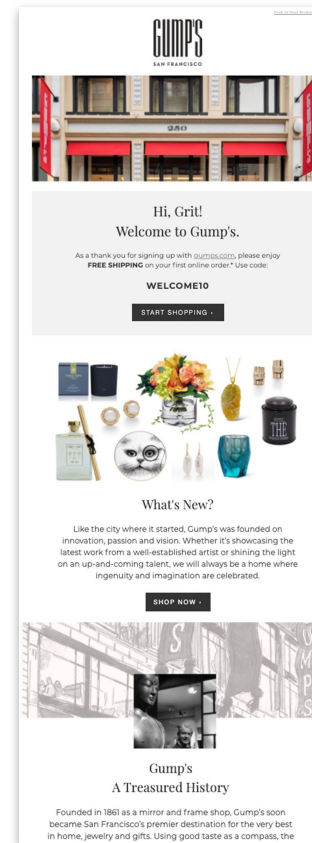 View in Your Browser
GUMP'S
SAN FRANCISCO
250
Hi, Grit!
Welcome to Gump's.
As a thank you for signing up with gumps.com, please enjoy
FREE SHIPPING on your first online order.* Use code:
WELCOME10
START SHOPPING ›
THE
What's New?
Like the city where it started, Gump’s was founded on
innovation, passion and vision. Whether it’s showcasing the
latest work from a well-established artist or shining the light
on an up-and-coming talent, we will always be a home where
ingenuity and imagination are celebrated.
SHOP NOW ›
Gump's
A Treasured History
Founded in 1861 as a mirror and frame shop, Gump’s soon
became San Francisco’s premier destination for the very best
in home, jewelry and gifts. Using good taste as a compass, the